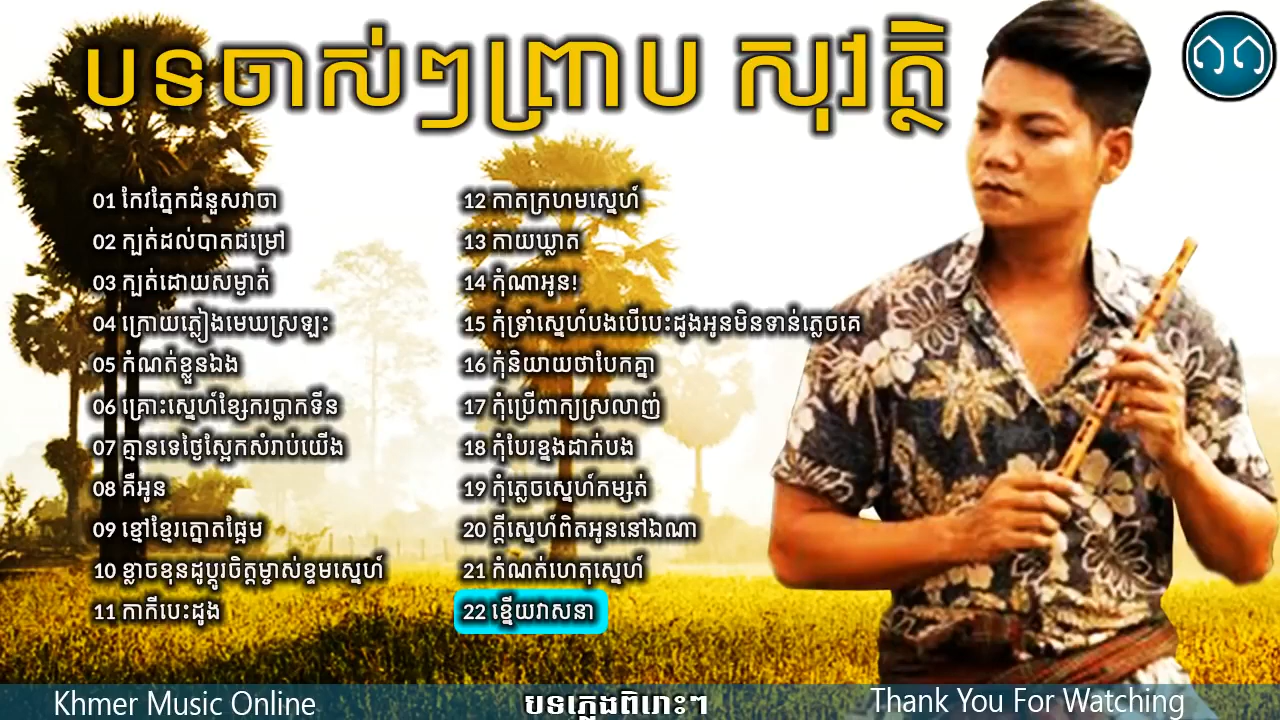 បទចាស់ៗព្រាប សុវត្ថិ
01 កែវភ្នែកជំនួសវាចា
02 ក្បត់ដល់បាតជម្រៅ
03 ក្បត់ដោយសម្ងាត់
04 ក្រោយភ្លៀងមេឃស្រឡះ
05 កំណត់ខ្លួនឯង
06 គ្រោះស្នេហ៍ខ្សែករប្លាកទីន
07 គ្មានទេថ្ងៃស្អែកសំរាប់យើង
08 គឺអូន
09 ខ្មៅខ្មែរត្នោតផ្អែម
10 ខ្លាចខុនដូប្តូរចិត្តម្ចាស់ខ្ទមស្នេហ៍
11 កាកីបេះដូង
12 កាតក្រហមស្នេហ៍
13 កាយឃ្លាត
14 កុំណាអូន!
15 កុំទ្រាំស្នេហ៍បងបើបេះដូងអូនមិនទាន់ភ្លេចគេ
16 កុំនិយាយថាបែកគ្នា
17 កុំប្រើពាក្យស្រលាញ់
18 កុំបែរខ្នងដាក់បង
19 កុំភ្លេចស្នេហ៍កម្សត់
20 ក្តីស្នេហ៍ពិតអូននៅឯណា
21 កំណត់ហេតុស្នេហ៍
22 ខ្នើយវាសនា
Khmer Music Online
បទភ្លេងពិរោះៗ
Thank You For Watching